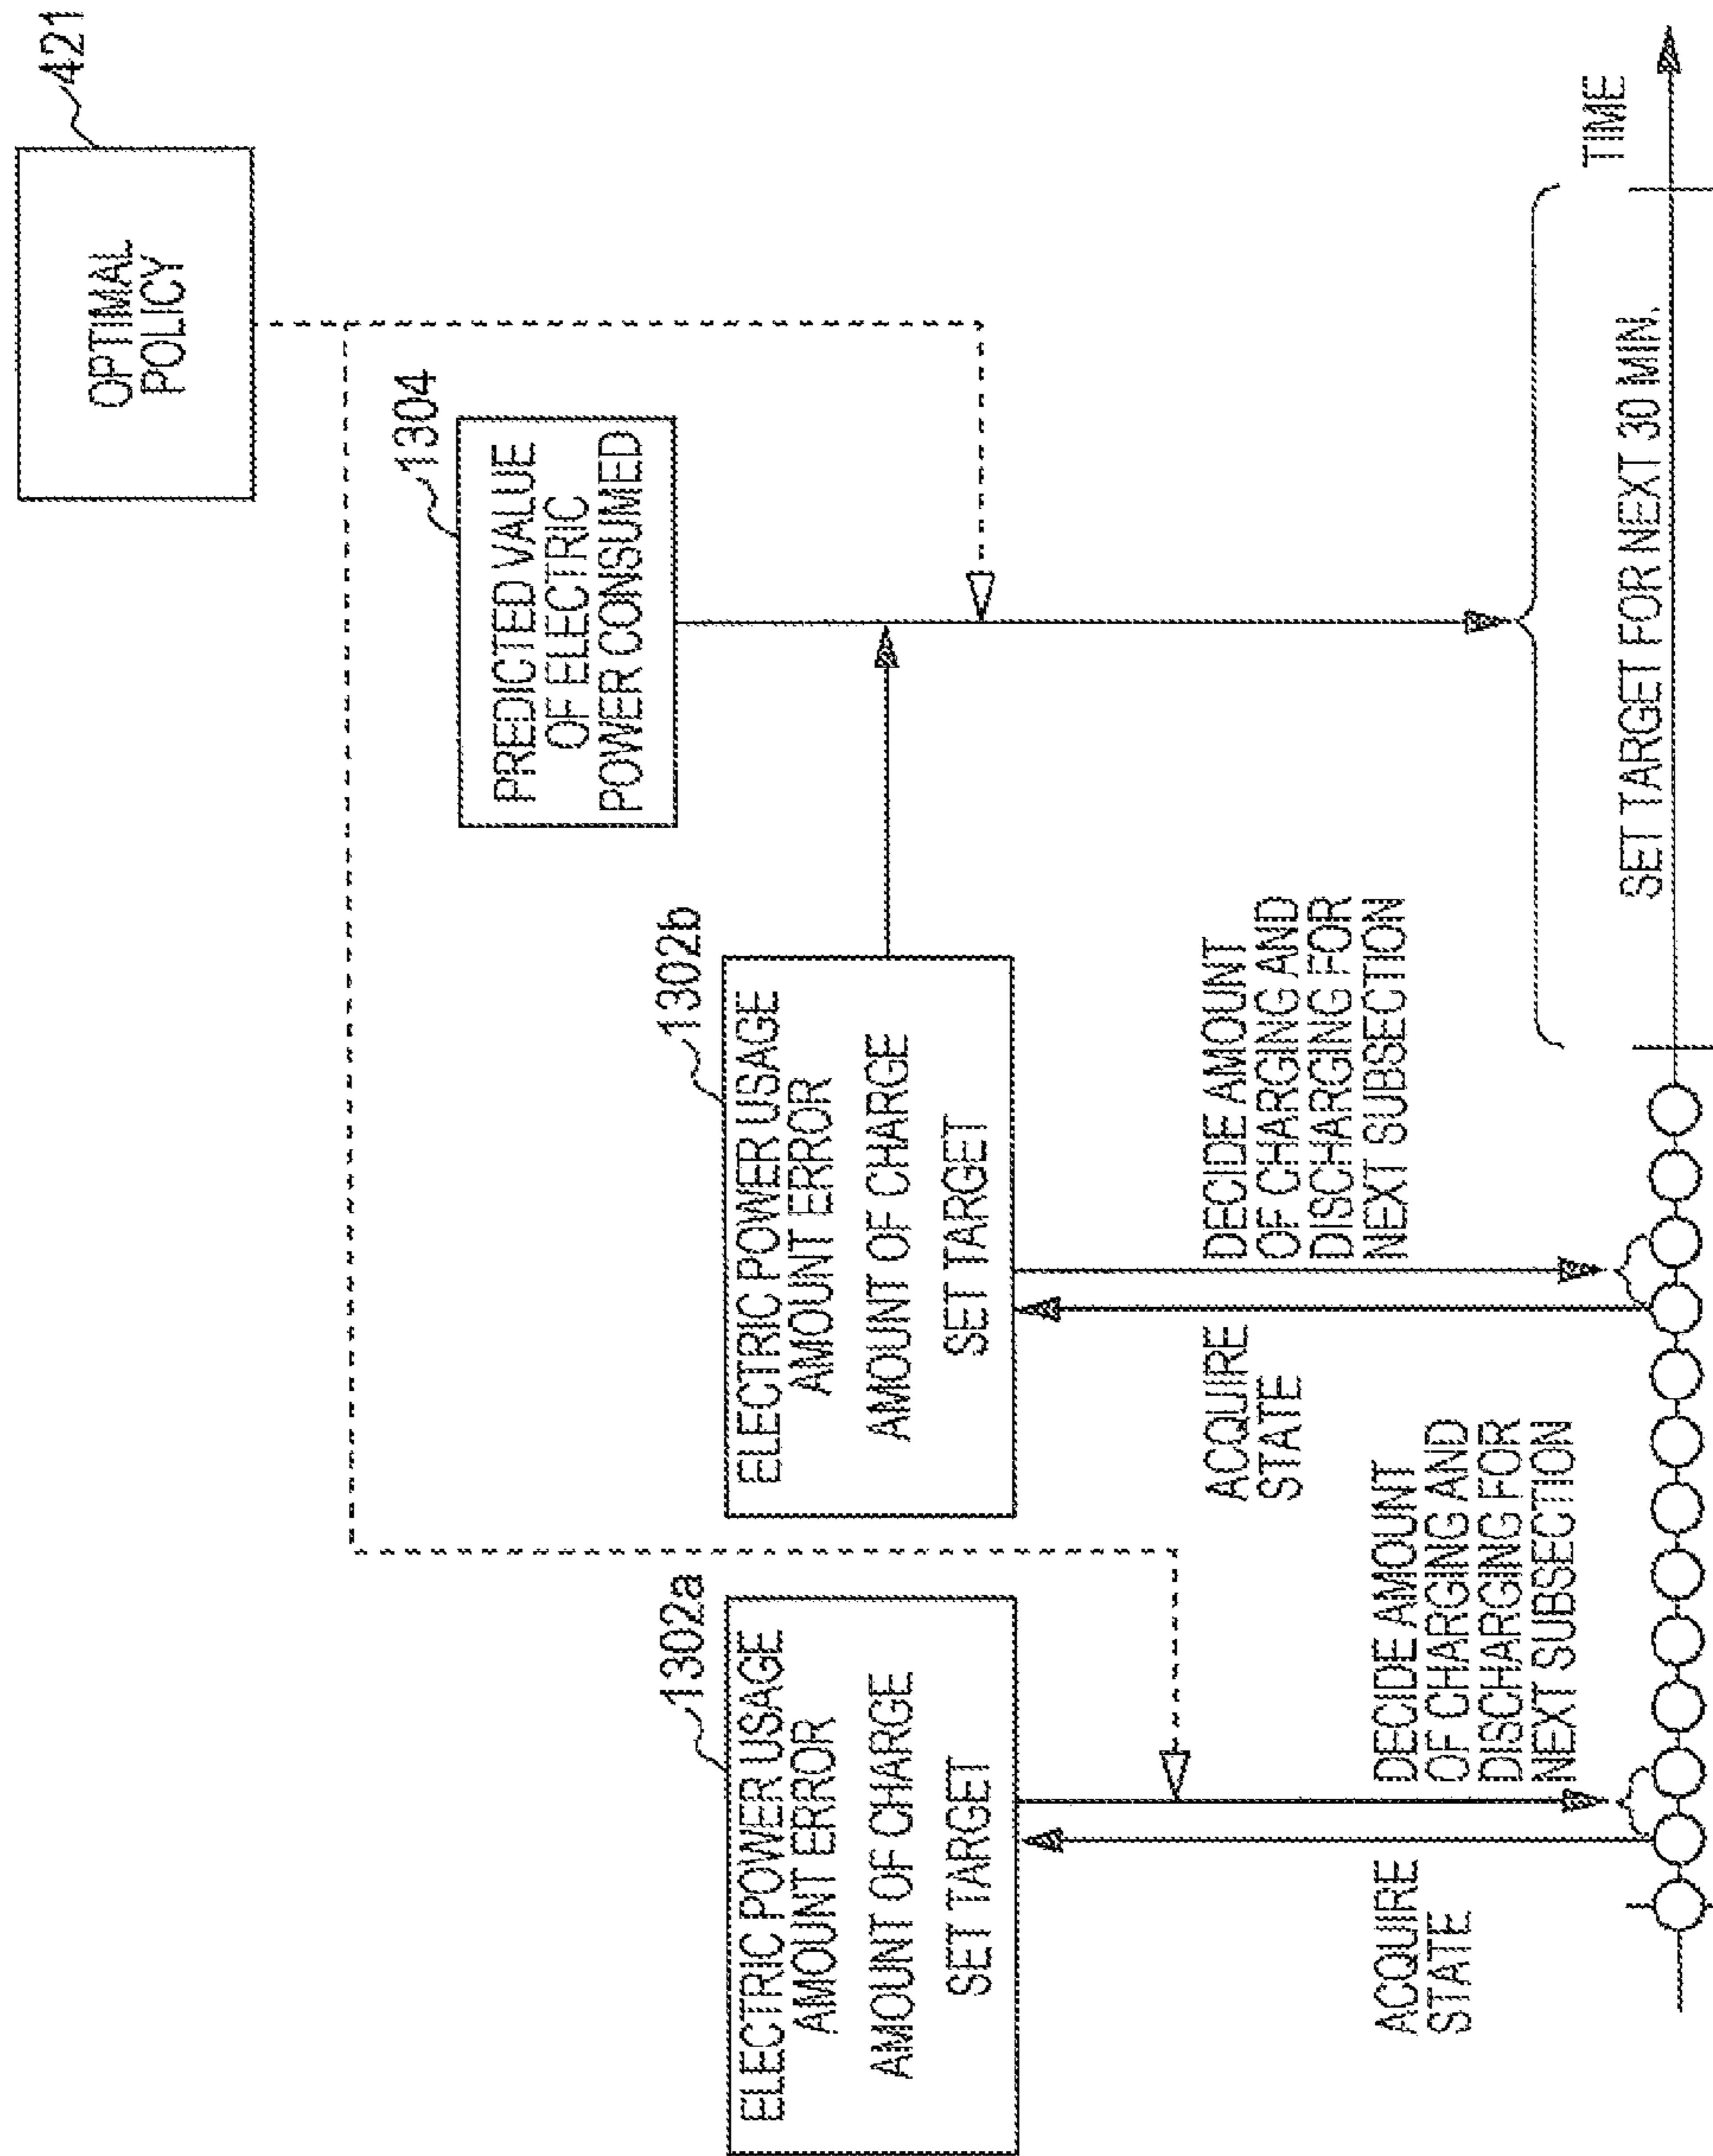 421
OPTIMAL
POLICY
1304
PREDICTED VALUE
OF ELECTRIC
POWER CONSUMED
1302a
ELECTRIC POWER USAGE
AMOUNT ERROR
AMOUNT OF CHARGE
SET TARGET
1302b
ELECTRIC POWER USAGE
AMOUNT ERROR
AMOUNT OF CHARGE
SET TARGET
ACQUIRE
STATE
DECIDE AMOUNT
OF CHARGING AND
DISCHARGING FOR
NEXT SUBSECTION
ACQUIRE
STATE
DECIDE AMOUNT
OF CHARGING AND
DISCHARGING FOR
NEXT SUBSECTION
TIME
SET TARGET FOR NEXT 30 MIN.